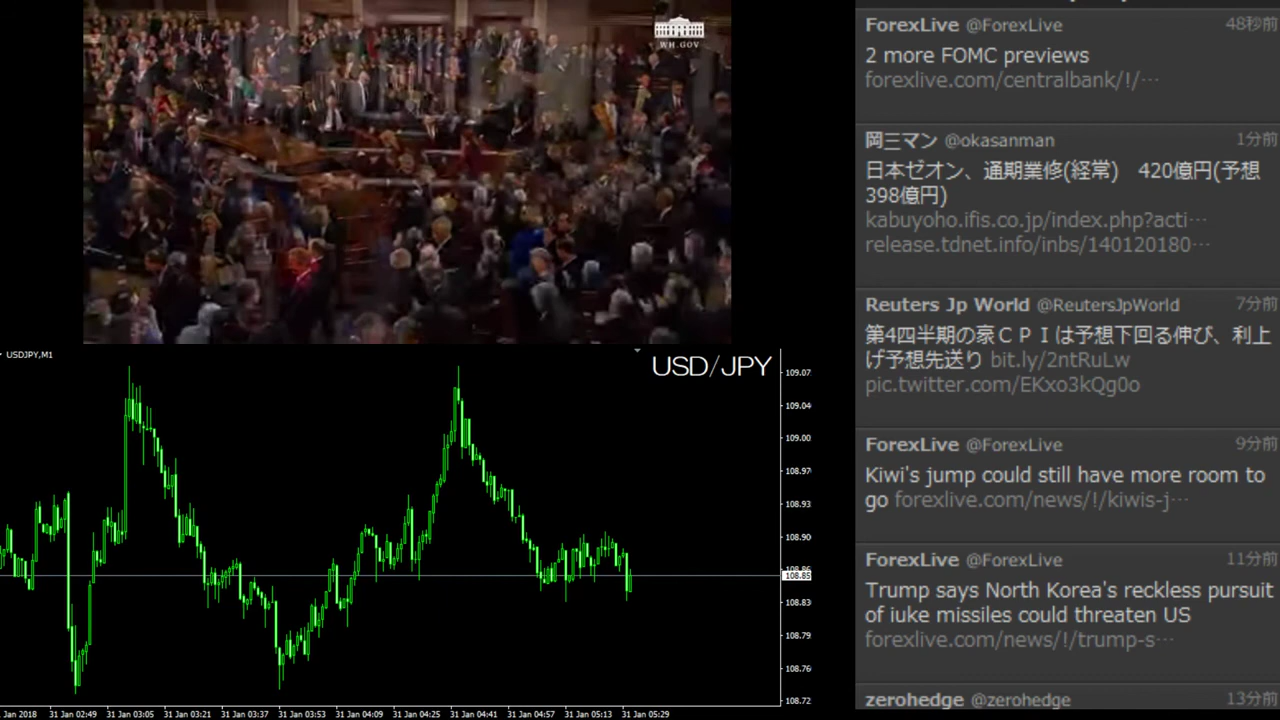 WH.GOV
USDJPY,M1
USD/JPY
109.07
109.04
109.00
108.97
108.93
108.90
108.86
108.85
108.83
108.79
108.76
108.72
Jan 2018
31 Jan 02:49
31 Jan 03:05
31 Jan 03:21
31 Jan 03:37
31 Jan 03:53
31 Jan 04:09
31 Jan 04:25
31 Jan 04:41
31 Jan 04:57
31 Jan 05:13
31 Jan 05:29
ForexLive @ForexLive 48秒前
2 more FOMC previews
forexlive.com/centralbank/!/…
岡三マン @okasanman 1分前
日本ゼオン、通期業修(経常)　420億円(予想
398億円)
kabuyoho.ifis.co.jp/index.php?acti…
release.tdnet.info/inbs/140120180…
Reuters Jp World @ReutersJpWorld 7分前
第4四半期の豪ＣＰＩは予想下回る伸び、利上
げ予想先送り bit.ly/2ntRuLw
pic.twitter.com/EKxo3kQg0o
ForexLive @ForexLive 9分前
Kiwi's jump could still have more room to
go forexlive.com/news/!/kiwis-j…
ForexLive @ForexLive 11分前
Trump says North Korea's reckless pursuit
of iuke missiles could threaten US
forexlive.com/news/!/trump-s…
zerohedge @zerohedge 13分前